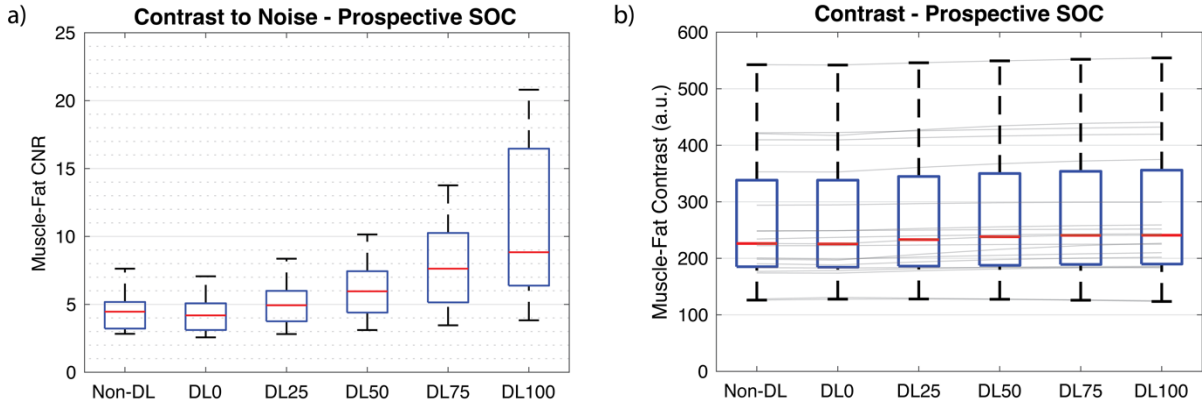 a)
Contrast to Noise - Prospective SOC
Muscle-Fat CNR
25
20
15
10
5
0
Non-DL DL0 DL25 DL50 DL75 DL100
b)
Contrast - Prospective SOC
Muscle-Fat Contrast (a.u.)
600
500
400
300
200
100
0
Non-DL DL0 DL25 DL50 DL75 DL100